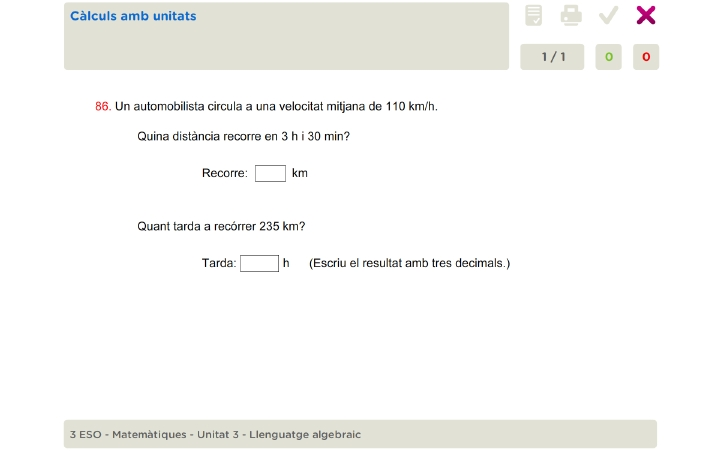 Càlculs amb unitats
1 / 1
0
0
86. Un automobilista circula a una velocitat mitjana de 110 km/h.
Quina distància recorre en 3 h i 30 min?
Recorre: km
Quant tarda a recórrer 235 km?
Tarda: h (Escriu el resultat amb tres decimals.)
3 ESO - Matemàtiques - Unitat 3 - Llenguatge algebraic